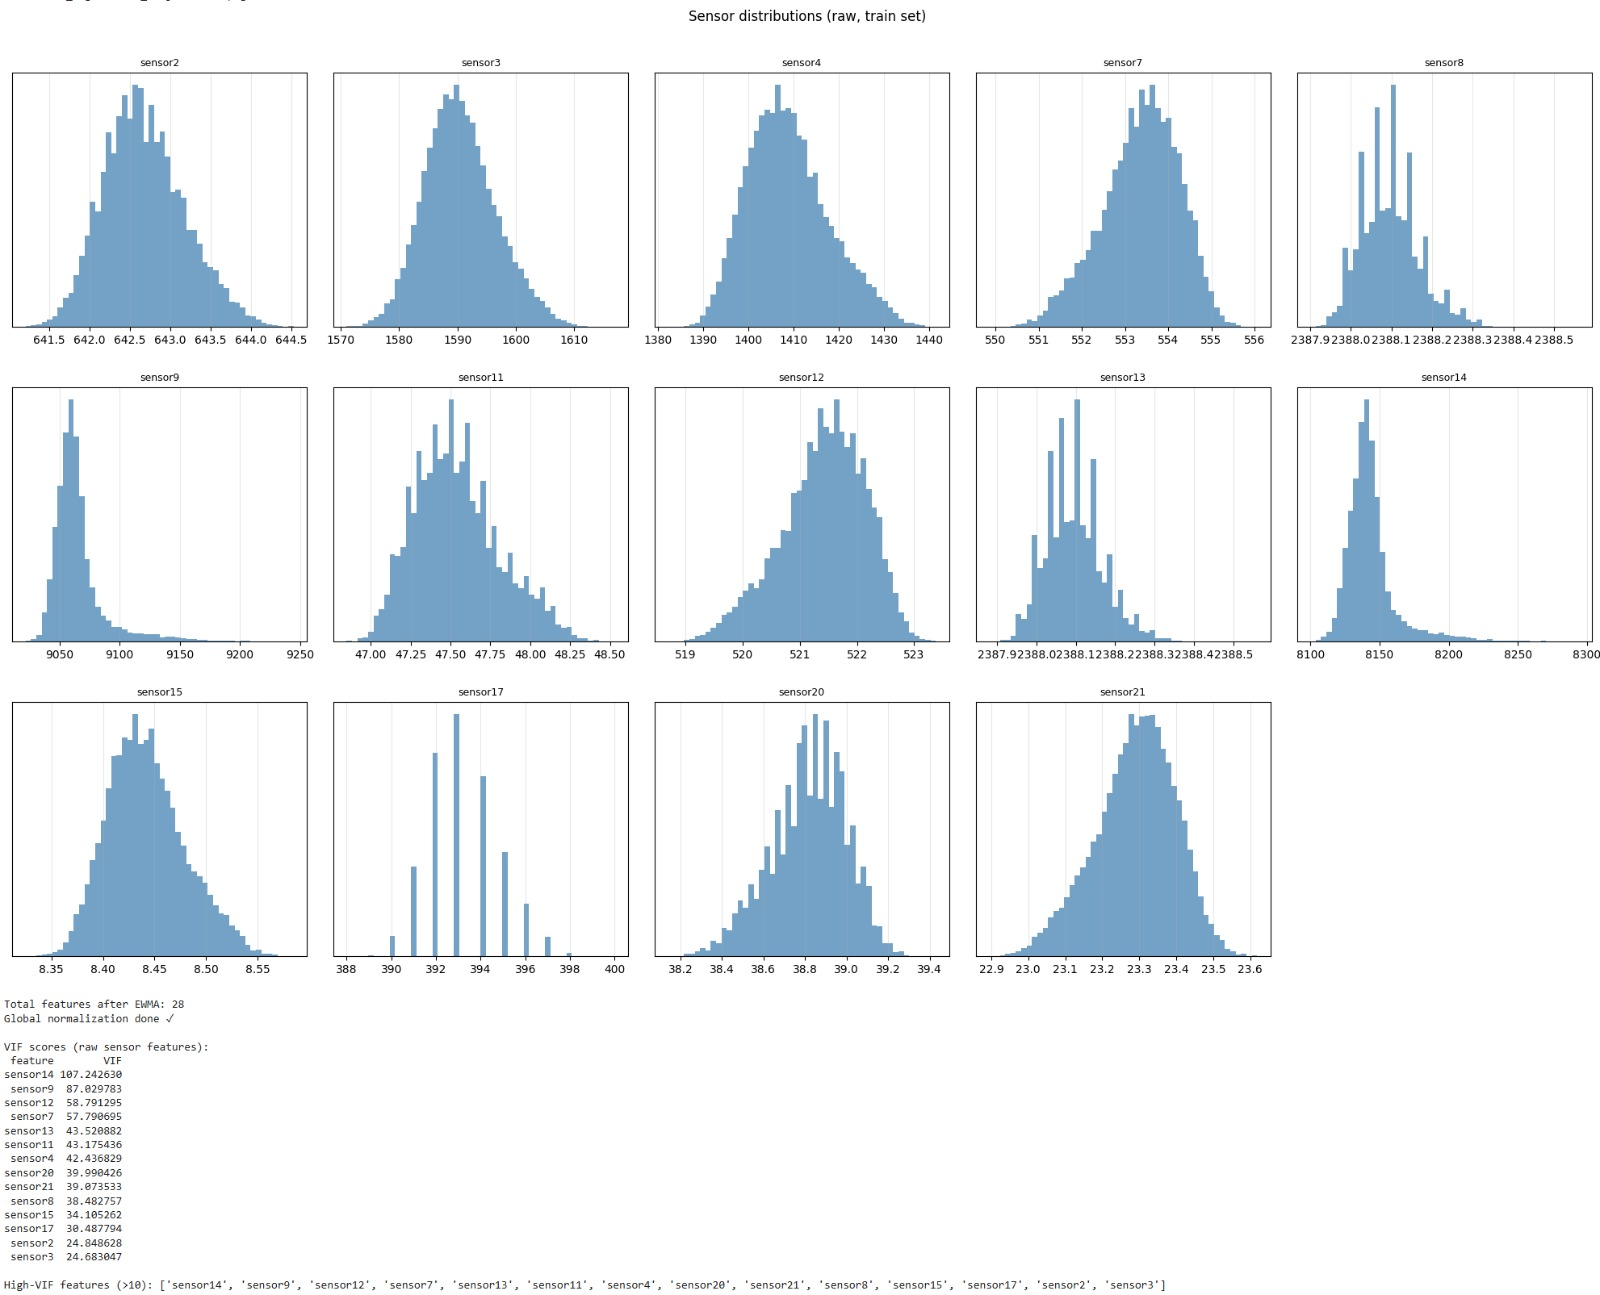 Sensor distributions (raw, train set)
sensor2 sensor3 sensor4 sensor7 sensor8
641.5 642.0 642.5 643.0 643.5 644.0 644.5 1570 1580 1590 1600 1610 1380 1390 1400 1410 1420 1430 1440 550 551 552 553 554 555 556 2387.9 2388.0 2388.1 2388.2 2388.3 2388.4 2388.5
sensor9 sensor11 sensor12 sensor13 sensor14
9050 9100 9150 9200 9250 47.00 47.25 47.50 47.75 48.00 48.25 48.50 519 520 521 522 523 2387.9 2388.0 2388.1 2388.2 2388.3 2388.4 2388.5 8100 8150 8200 8250 8300
sensor15 sensor17 sensor20 sensor21
8.35 8.40 8.45 8.50 8.55 388 390 392 394 396 398 400 38.2 38.4 38.6 38.8 39.0 39.2 39.4 22.9 23.0 23.1 23.2 23.3 23.4 23.5 23.6
Total features after EWMA: 28
Global normalization done ✓
VIF scores (raw sensor features):
feature VIF
sensor14 107.242630
sensor9 87.029783
sensor12 58.791295
sensor7 57.790695
sensor13 43.520882
sensor11 43.175436
sensor4 42.436829
sensor20 39.990426
sensor21 39.073533
sensor8 38.482757
sensor15 34.105262
sensor17 30.487794
sensor2 24.848628
sensor3 24.683047
High-VIF features (>10): ['sensor14', 'sensor9', 'sensor12', 'sensor7', 'sensor13', 'sensor11', 'sensor4', 'sensor20', 'sensor21', 'sensor8', 'sensor15', 'sensor17', 'sensor2', 'sensor3']